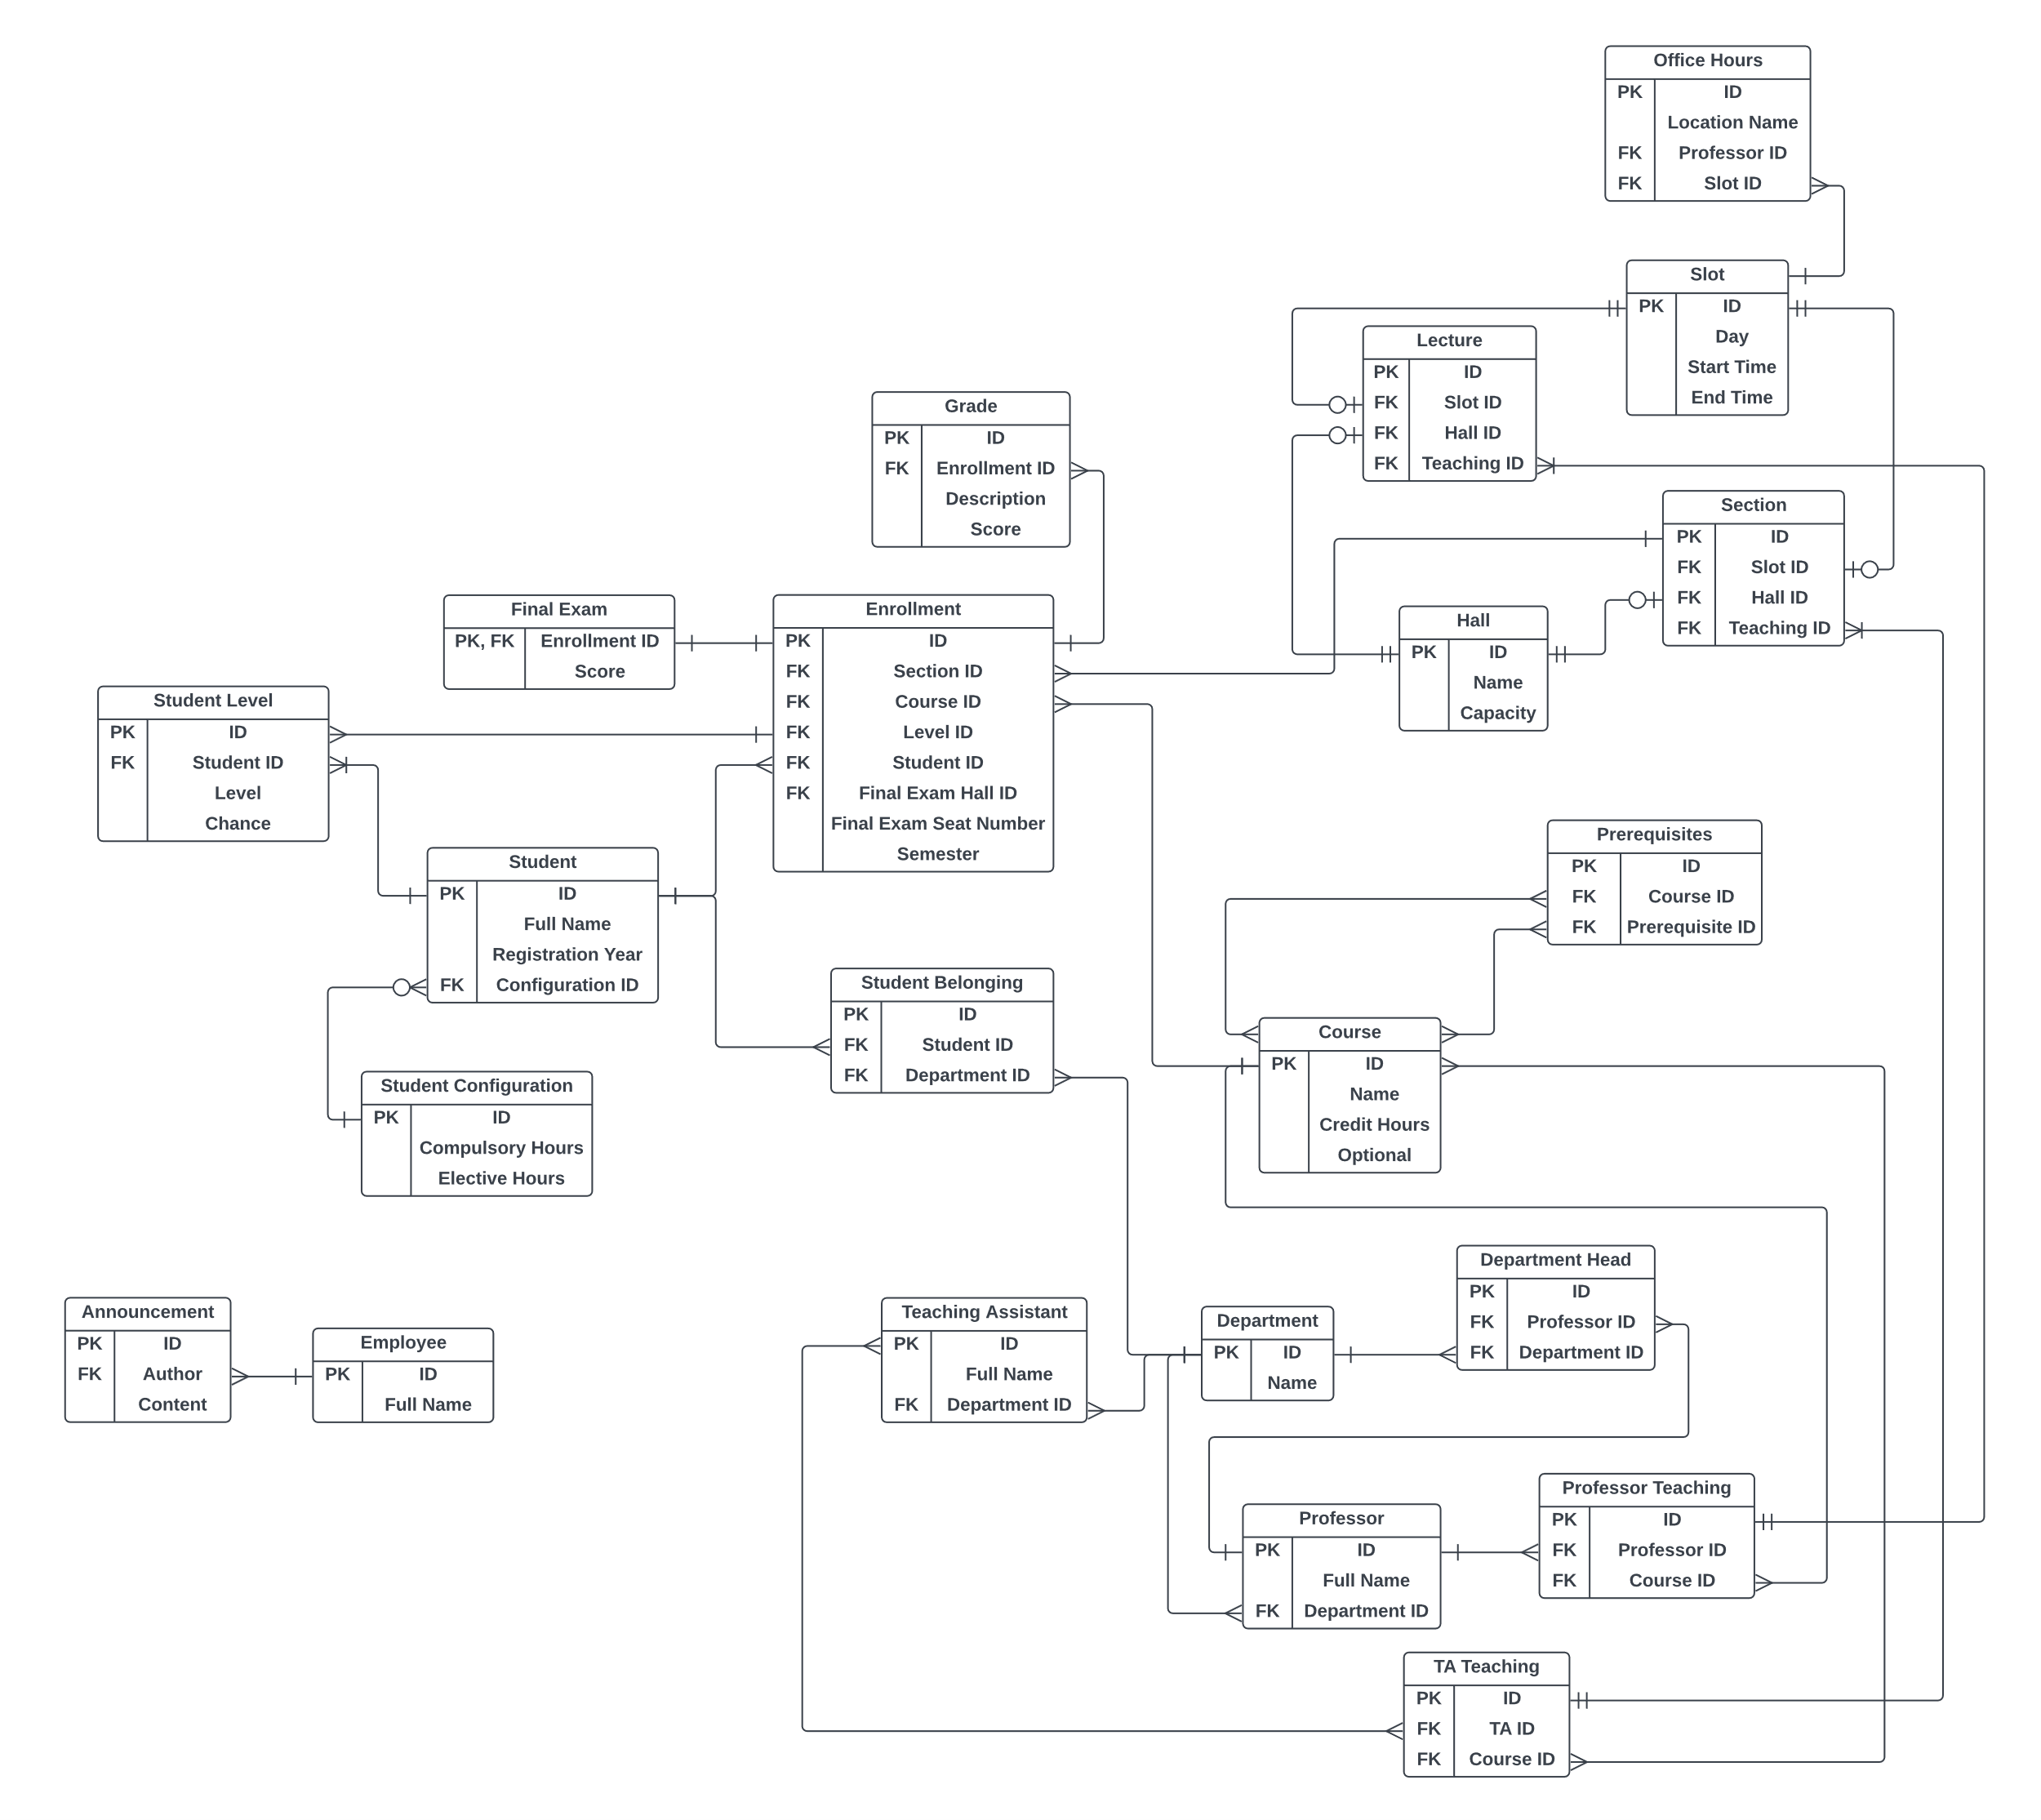 Office Hours
PK ID
Location Name
FK Professor ID
FK Slot ID
Slot
PK ID
Day
Start Time
End Time
Lecture
PK ID
FK Slot ID
FK Hall ID
FK Teaching ID
Grade
PK ID
FK Enrollment ID
Description
Score
Section
PK ID
FK Slot ID
FK Hall ID
FK Teaching ID
Final Exam
PK, FK Enrollment ID
Score
Enrollment
PK ID
FK Section ID
FK Course ID
FK Level ID
FK Student ID
FK Final Exam Hall ID
Final Exam Seat Number
Semester
Hall
PK ID
Name
Capacity
Student Level
PK ID
FK Student ID
Level
Chance
Student
PK ID
Full Name
Registration Year
FK Configuration ID
Prerequisites
PK ID
FK Course ID
FK Prerequisite ID
Student Belonging
PK ID
FK Student ID
FK Department ID
Course
PK ID
Name
Credit Hours
Optional
Student Configuration
PK ID
Compulsory Hours
Elective Hours
Department Head
PK ID
FK Professor ID
FK Department ID
Announcement
PK ID
FK Author
Content
Employee
PK ID
Full Name
Teaching Assistant
PK ID
Full Name
FK Department ID
Department
PK ID
Name
Professor Teaching
PK ID
FK Professor ID
FK Course ID
Professor
PK ID
Full Name
FK Department ID
TA Teaching
PK ID
FK TA ID
FK Course ID